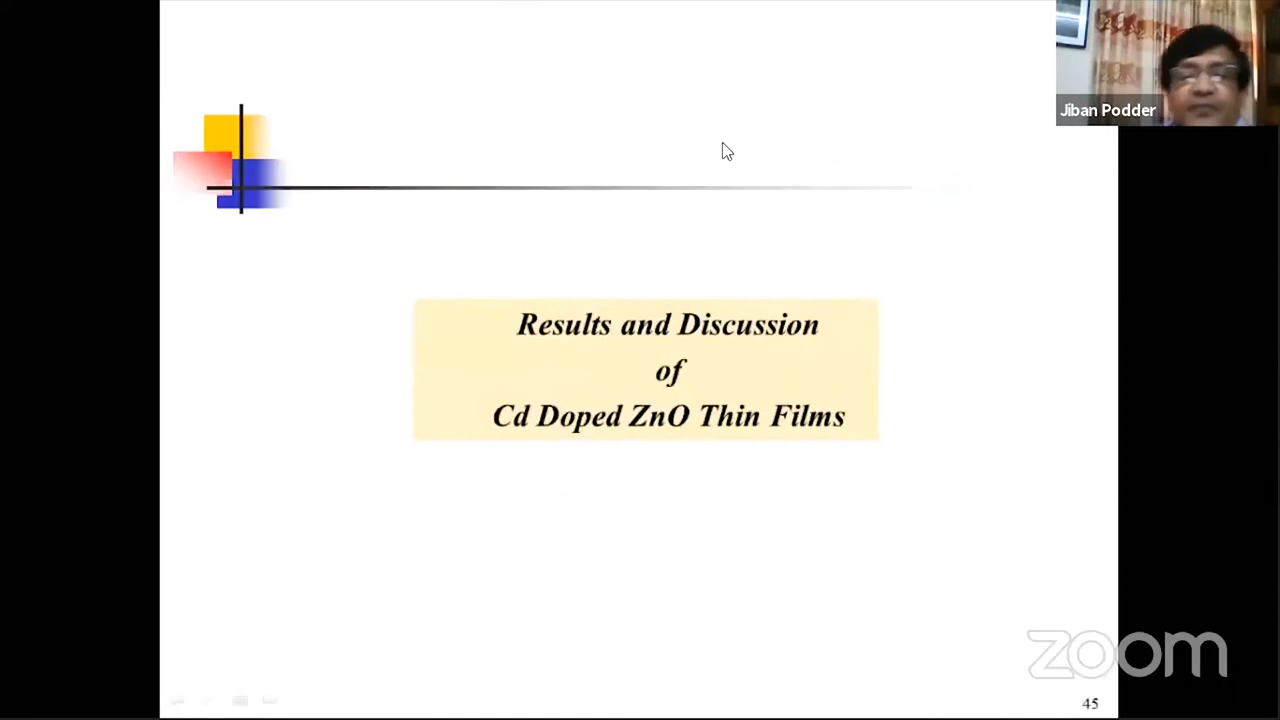 Jiban Podder
Results and Discussion
of
Cd Doped ZnO Thin Films
zoom
45